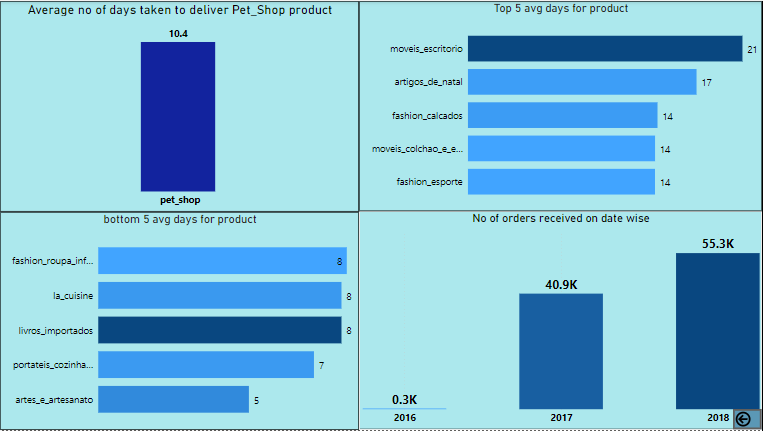 Average no of days taken to deliver Pet_Shop product
10.4
pet_shop
Top 5 avg days for product
moveis_escritorio 21
artigos_de_natal 17
fashion_calcados 14
moveis_colchao_e_e... 14
fashion_esporte 14
bottom 5 avg days for product
fashion_roupa_inf... 8
la_cuisine 8
livros_importados 8
portateis_cozinha... 7
artes_e_artesanato 5
No of orders received on date wise
0.3K 40.9K 55.3K
2016 2017 2018